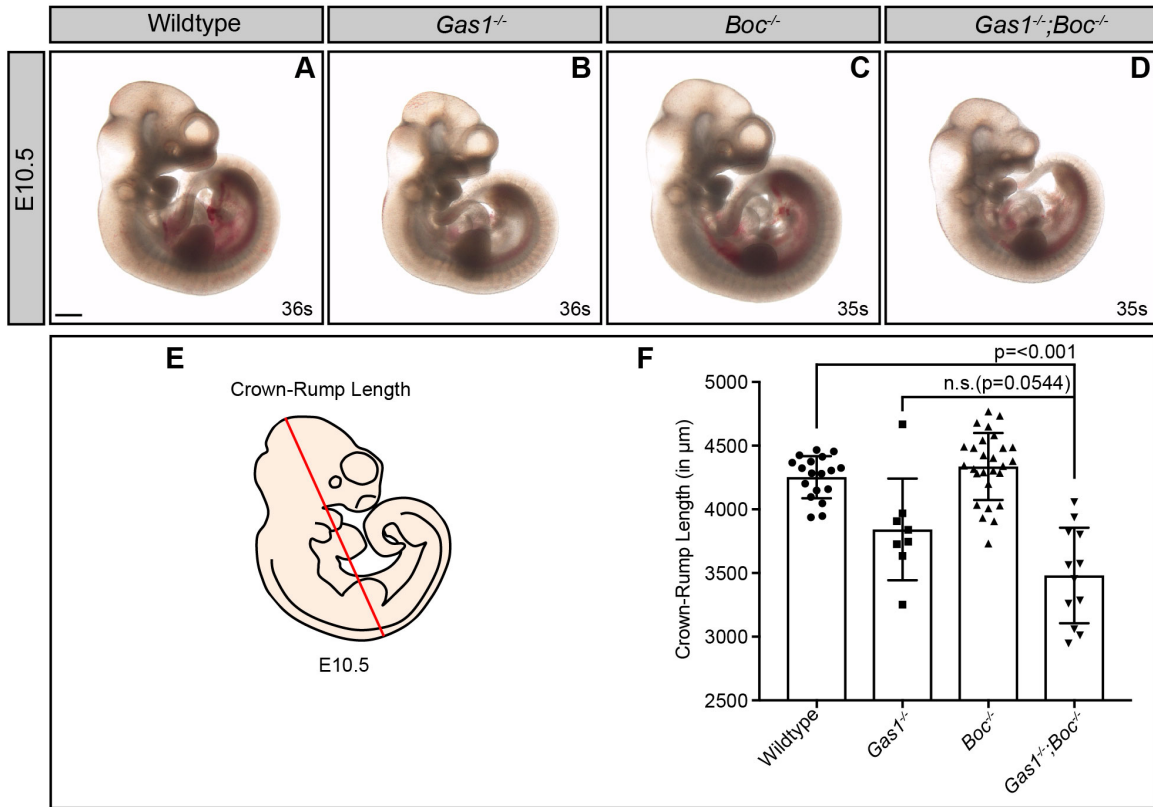 Wildtype
Gas1-/-
Boc-/-
Gas1-/-;Boc-/-
E10.5
A
B
C
D
36s
36s
35s
35s
E
Crown-Rump Length
E10.5
F
p=<0.001
n.s.(p=0.0544)
Crown-Rump Length (in µm)
5000
4500
4000
3500
3000
2500
Wildtype
Gas1-/-
Boc-/-
Gas1-/-;Boc-/-